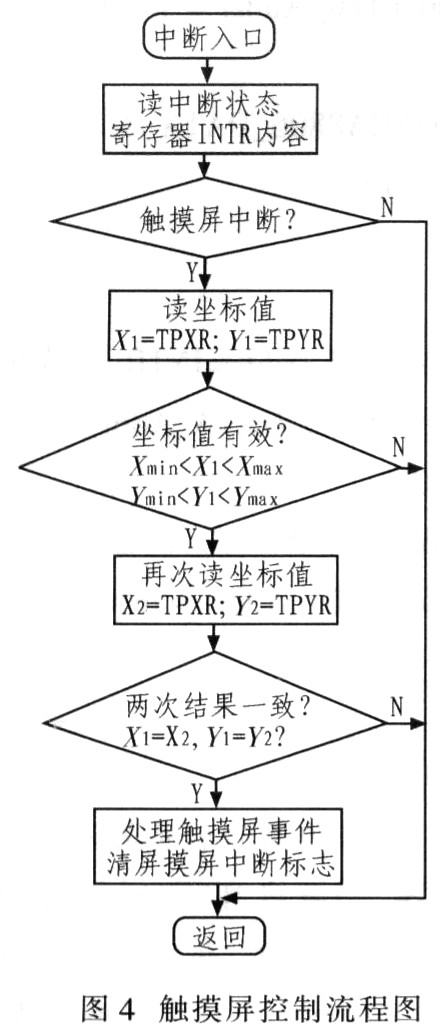 中断入口
读中断状态
寄存器INTR内容
触摸屏中断?
N
Y
读坐标值
X1=TPXR; Y1=TPYR
坐标值有效?
N
Xmin<X1<Xmax
Ymin<Y1<Ymax
Y
再次读坐标值
X2=TPXR; Y2=TPYR
两次结果一致?
N
X1=X2, Y1=Y2?
Y
处理触摸屏事件
清屏摸屏中断标志
返回
图 4 触摸屏控制流程图